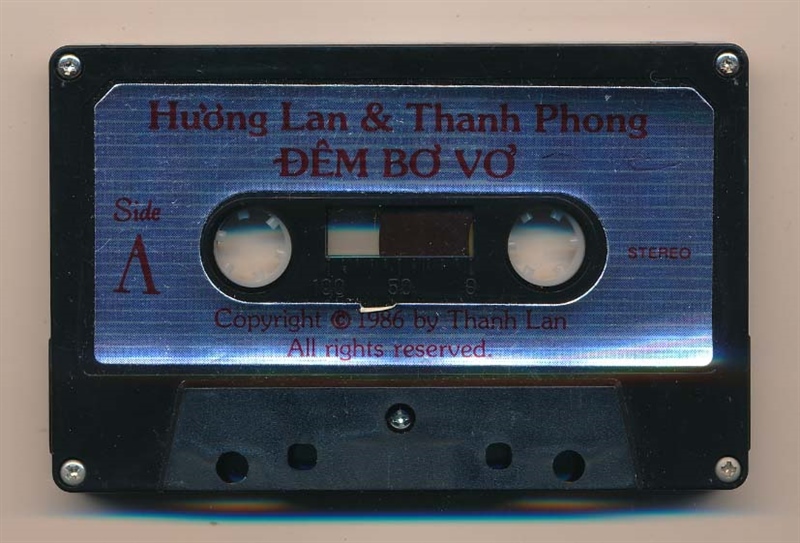 Hương Lan & Thanh Phong
ĐÊM BƠ VƠ
Side
A
STEREO
100 50 0
Copyright © 1986 by Thanh Lan
All rights reserved.